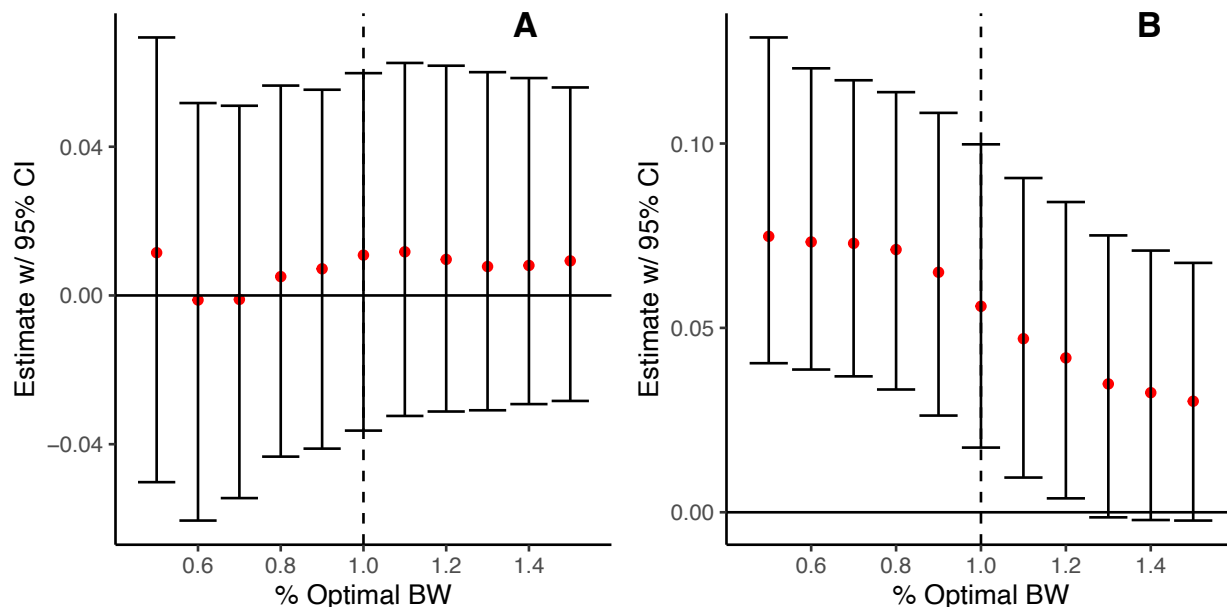 A
Estimate w/ 95% CI
0.04
0.00
−0.04
0.6 0.8 1.0 1.2 1.4
% Optimal BW
B
Estimate w/ 95% CI
0.10
0.05
0.00
0.6 0.8 1.0 1.2 1.4
% Optimal BW